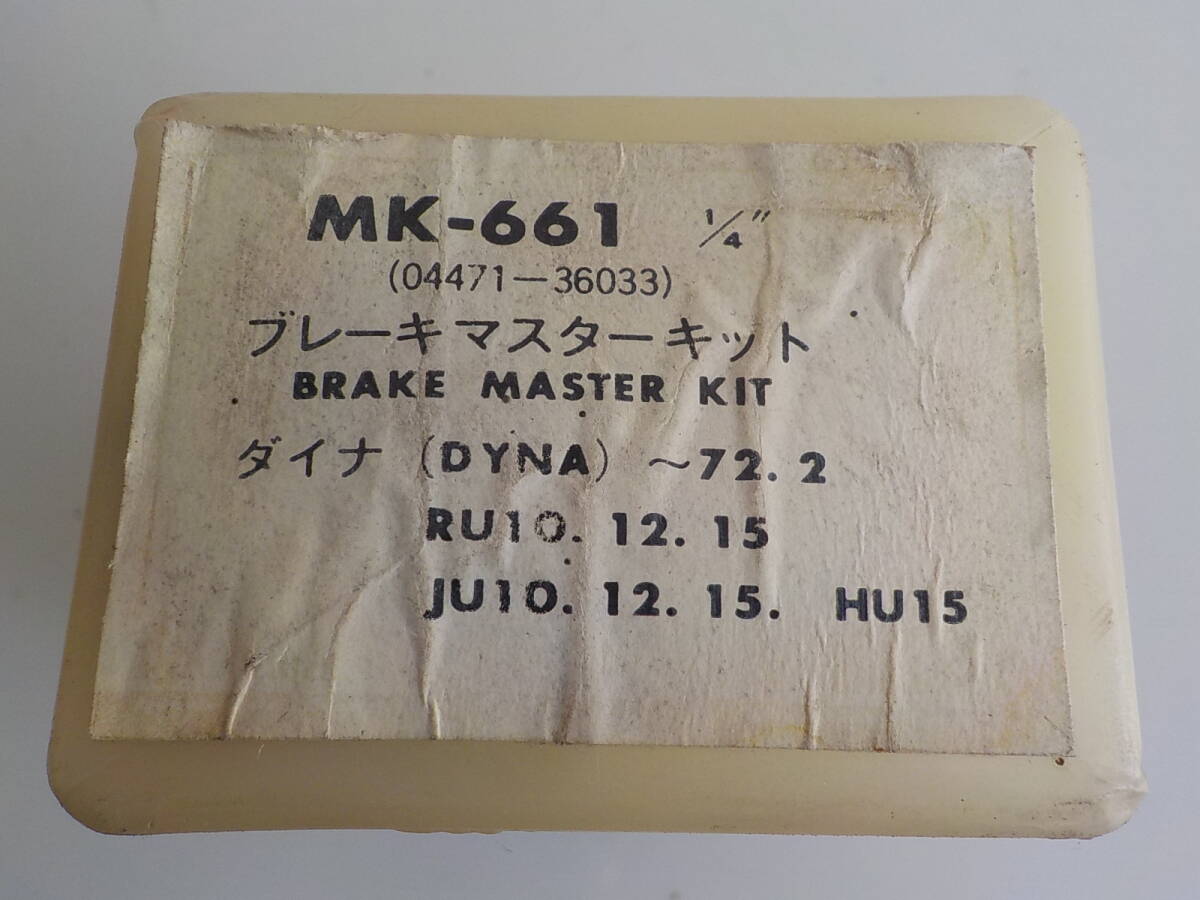 MK-661 1/4"
(04471-36033)
ブレーキマスターキット
BRAKE MASTER KIT
ダイナ (DYNA) ~72.2
RU10. 12. 15
JU10. 12. 15. HU15